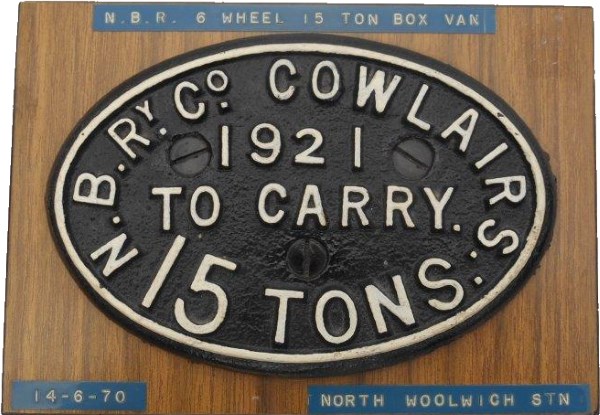 N.B.R. 6 WHEEL 15 TON BOX VAN
N.B.RY. Co. COWLAIRS.
1921
TO CARRY.
15 TONS.
14-6-70
NORTH WOOLWICH STN